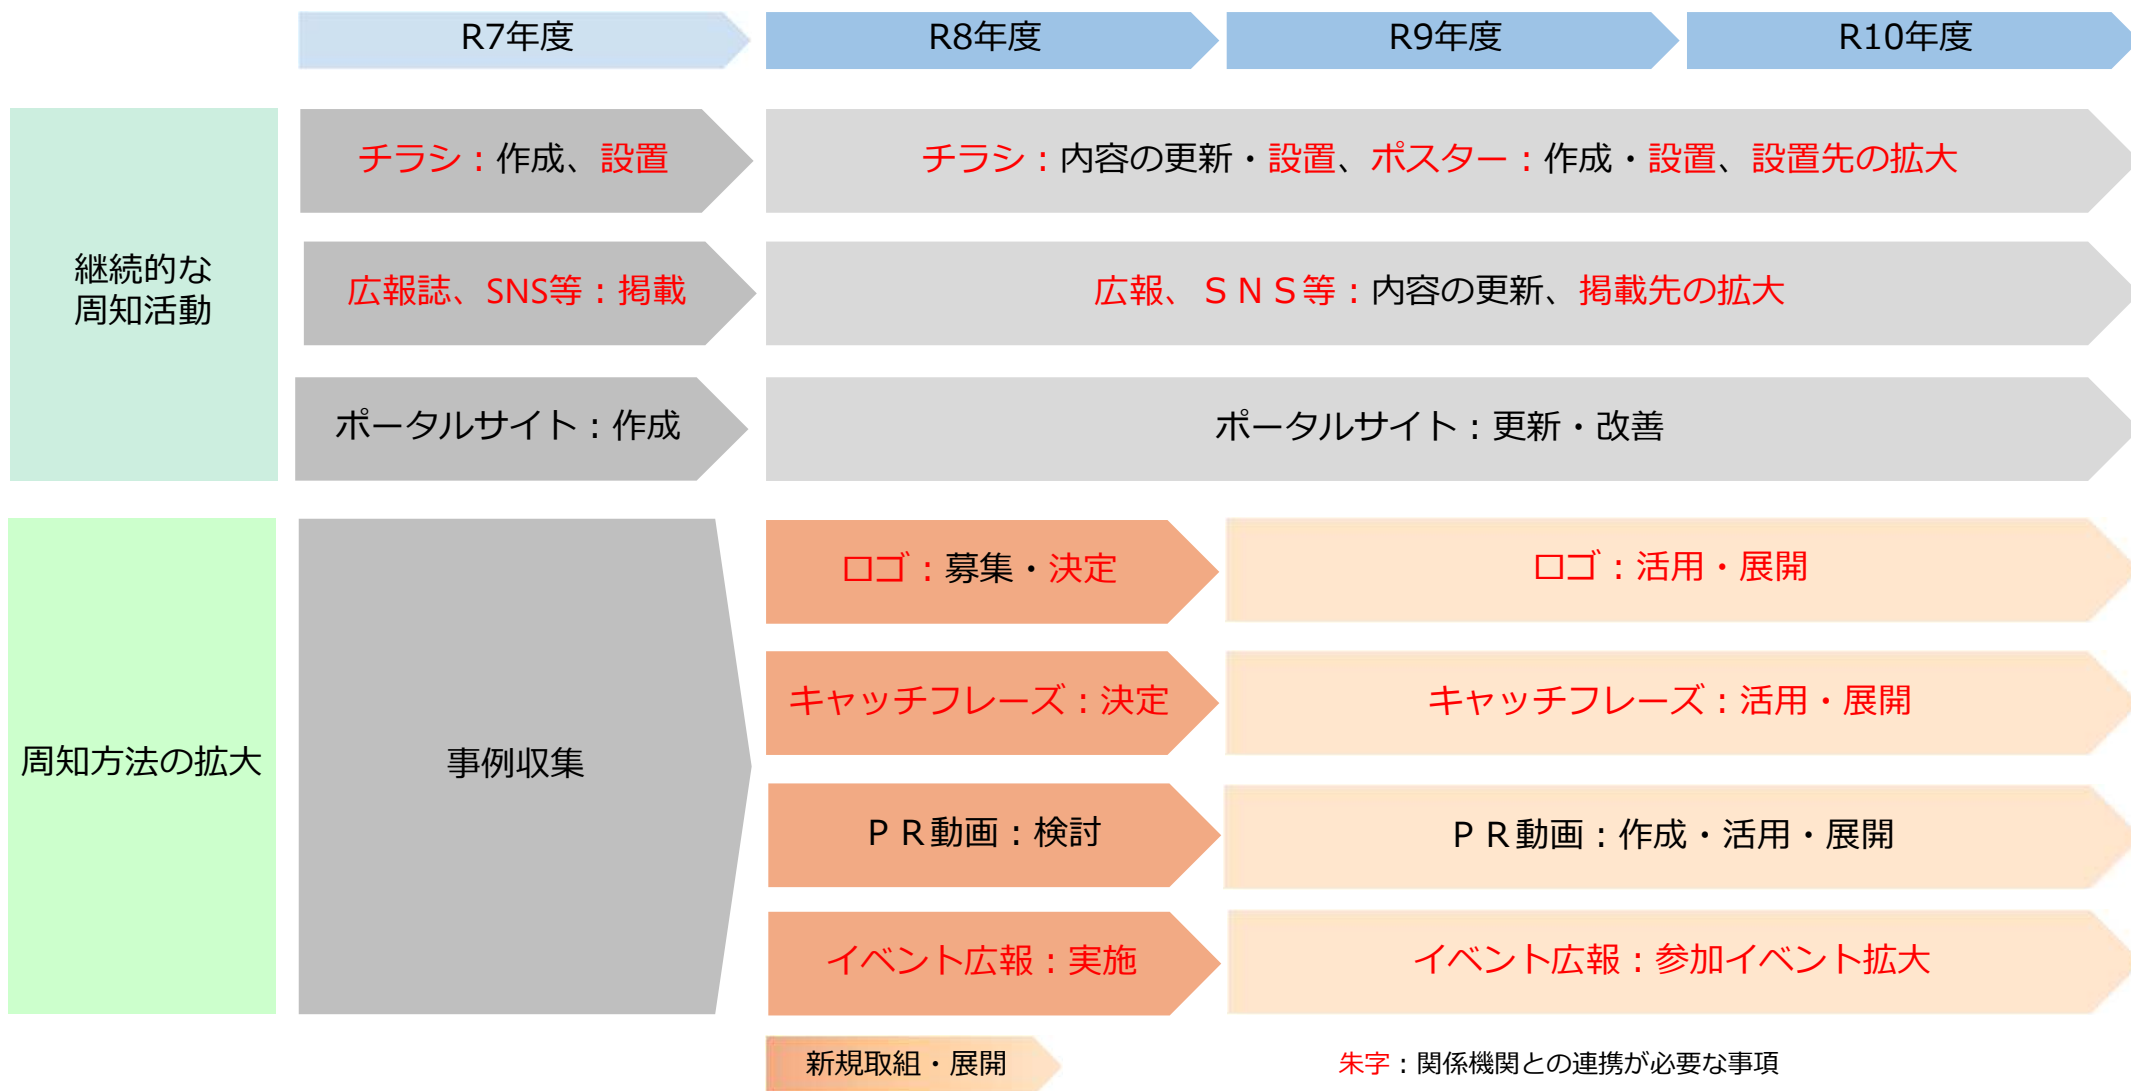 R7年度
R8年度
R9年度
R10年度
継続的な
周知活動
チラシ：作成、設置
チラシ：内容の更新・設置、ポスター：作成・設置、設置先の拡大
広報誌、SNS等：掲載
広報、ＳＮＳ等：内容の更新、掲載先の拡大
ポータルサイト：作成
ポータルサイト：更新・改善
周知方法の拡大
事例収集
ロゴ：募集・決定
ロゴ：活用・展開
キャッチフレーズ：決定
キャッチフレーズ：活用・展開
ＰＲ動画：検討
ＰＲ動画：作成・活用・展開
イベント広報：実施
イベント広報：参加イベント拡大
新規取組・展開
朱字：関係機関との連携が必要な事項